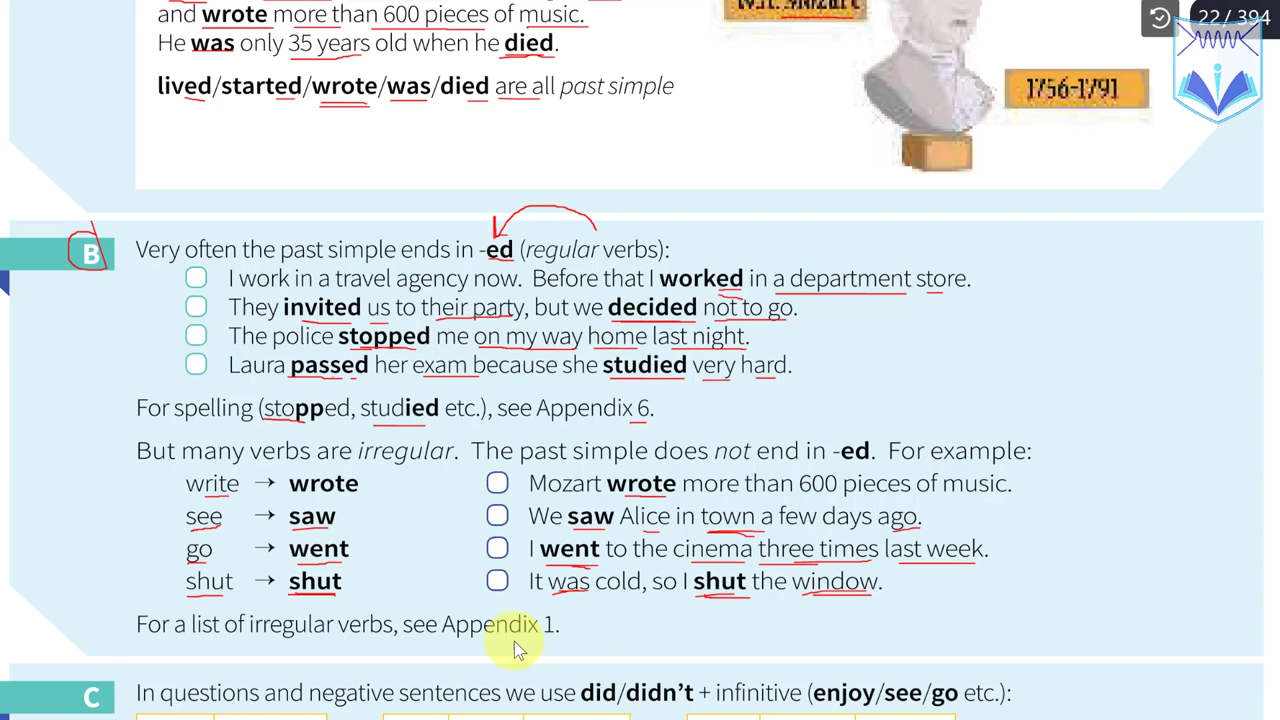 22 / 394
and wrote more than 600 pieces of music.
He was only 35 years old when he died.
lived/started/wrote/was/died are all past simple
1756-1791
B
Very often the past simple ends in -ed (regular verbs):
I work in a travel agency now. Before that I worked in a department store.
They invited us to their party, but we decided not to go.
The police stopped me on my way home last night.
Laura passed her exam because she studied very hard.
For spelling (stopped, studied etc.), see Appendix 6.
But many verbs are irregular. The past simple does not end in -ed. For example:
write → wrote
Mozart wrote more than 600 pieces of music.
see → saw
We saw Alice in town a few days ago.
go → went
I went to the cinema three times last week.
shut → shut
It was cold, so I shut the window.
For a list of irregular verbs, see Appendix 1.
C
In questions and negative sentences we use did/didn't + infinitive (enjoy/see/go etc.):